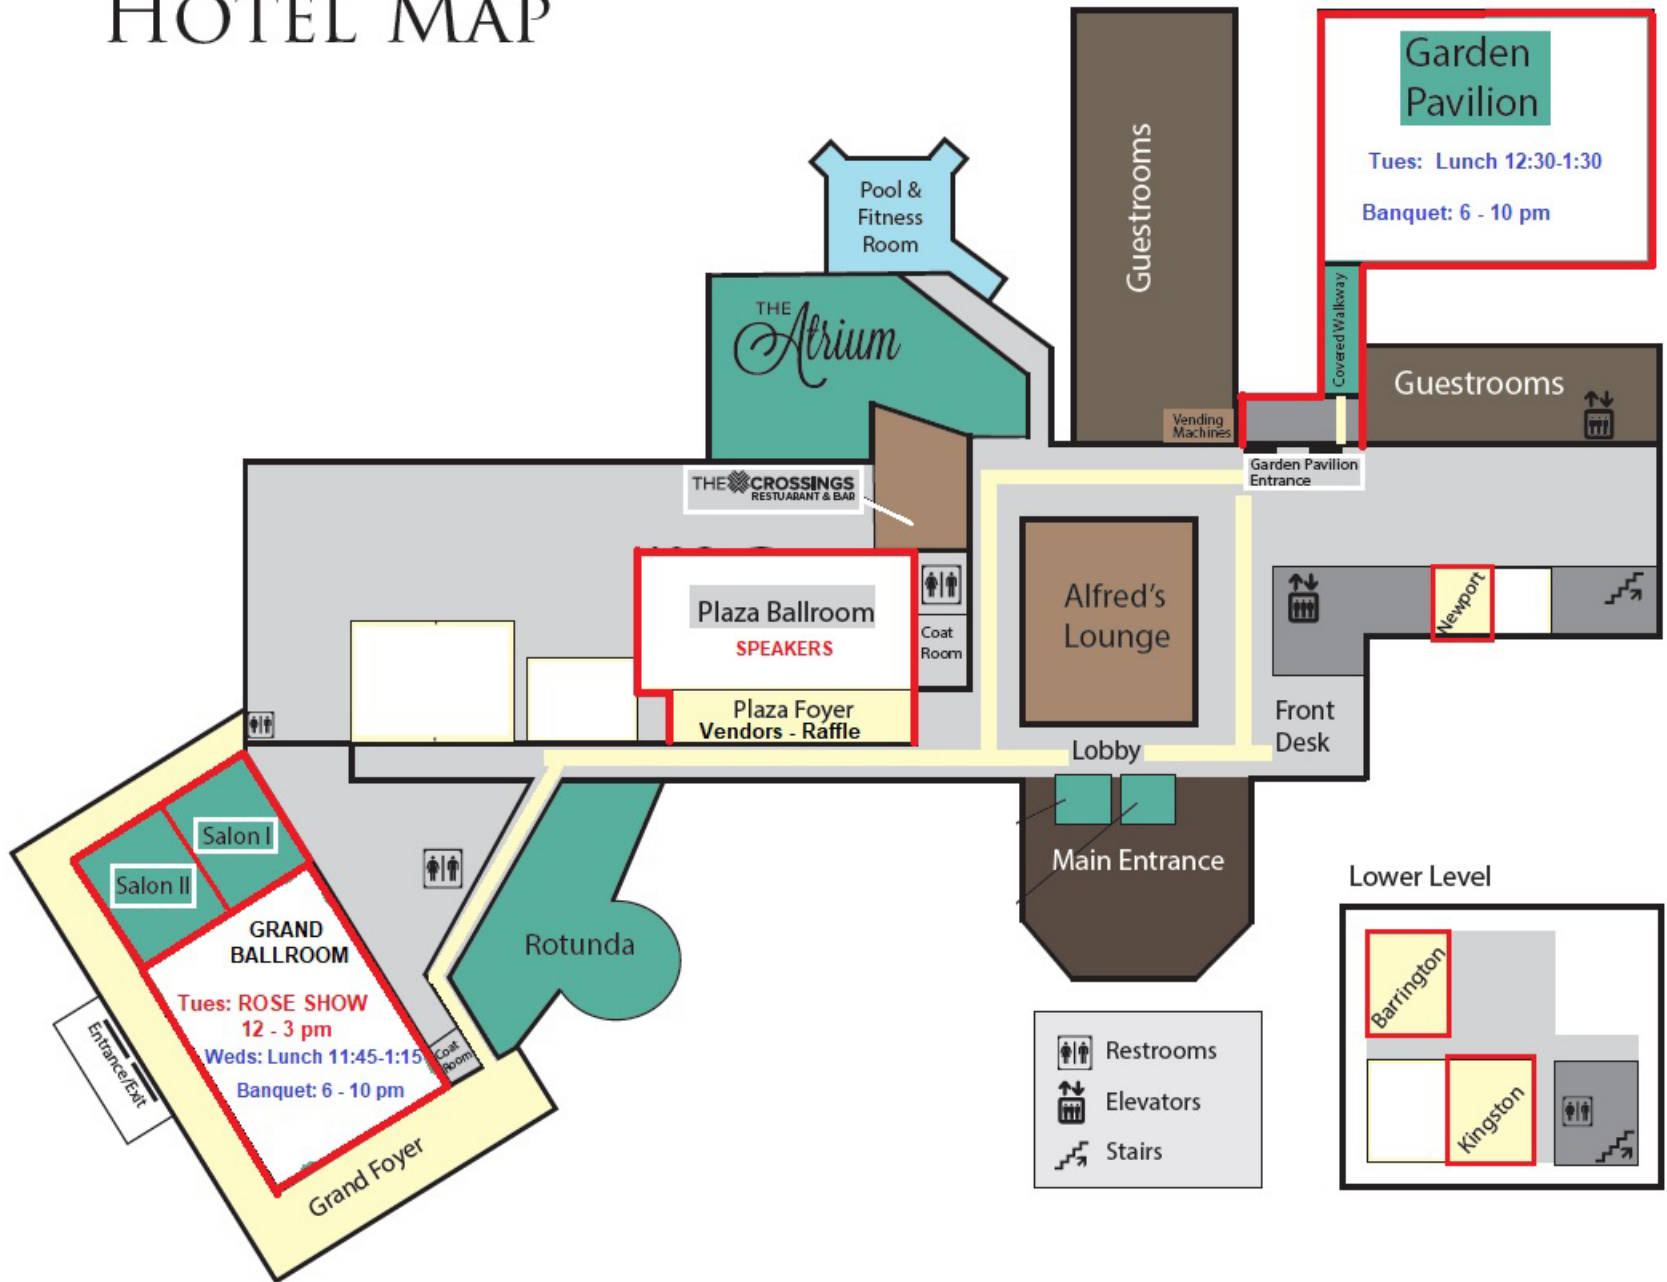 HOTEL MAP
Garden
Pavilion
Tues: Lunch 12:30-1:30
Banquet: 6 - 10 pm
Guestrooms
Pool &
Fitness
Room
THE
Atrium
Covered Walkway
Guestrooms
Vending
Machines
Garden Pavilion
Entrance
THE CROSSINGS
RESTUARANT & BAR
Plaza Ballroom
SPEAKERS
Coat
Room
Alfred's
Lounge
Newport
Plaza Foyer
Vendors - Raffle
Front
Desk
Lobby
Main Entrance
Salon I
Salon II
GRAND
BALLROOM
Tues: ROSE SHOW
12 - 3 pm
Weds: Lunch 11:45-1:15
Banquet: 6 - 10 pm
Coat
Room
Rotunda
Entrance/Exit
Grand Foyer
Restrooms
Elevators
Stairs
Lower Level
Barrington
Kingston